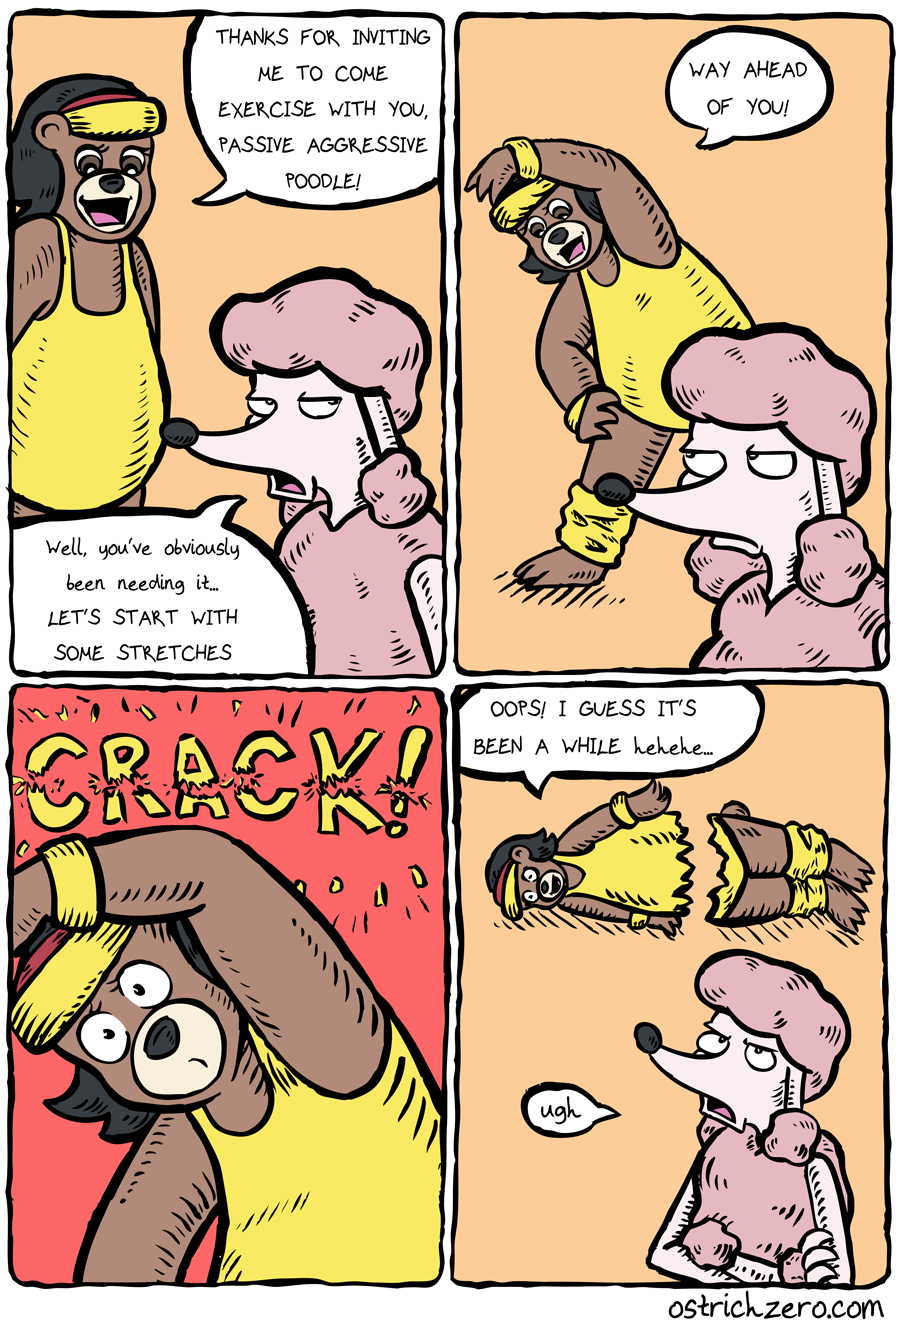 THANKS FOR INVITING
ME TO COME
EXERCISE WITH YOU,
PASSIVE AGGRESSIVE
POODLE!
Well, you've obviously
been needing it...
LET'S START WITH
SOME STRETCHES
WAY AHEAD
OF YOU!
CRACK!
OOPS! I GUESS IT'S
BEEN A WHILE hehehe...
ugh
ostrichzero.com